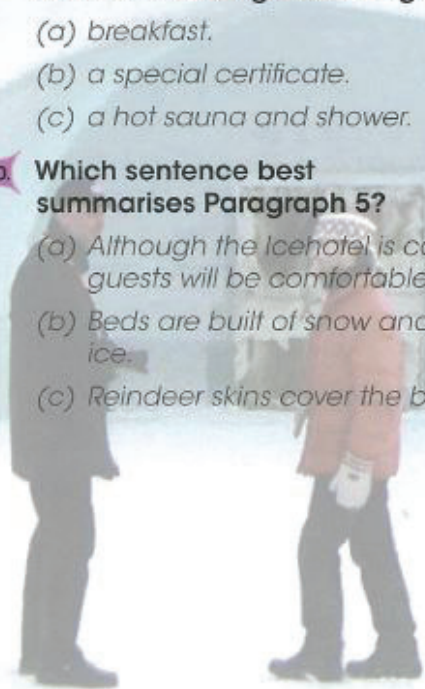 (a) breakfast.
(b) a special certificate.
(c) a hot sauna and shower.
Which sentence best
summarises Paragraph 5?
(a) Although the Icehotel is
guests will be comfortable
(b) Beds are built of snow and
ice.
(c) Reindeer skins cover the